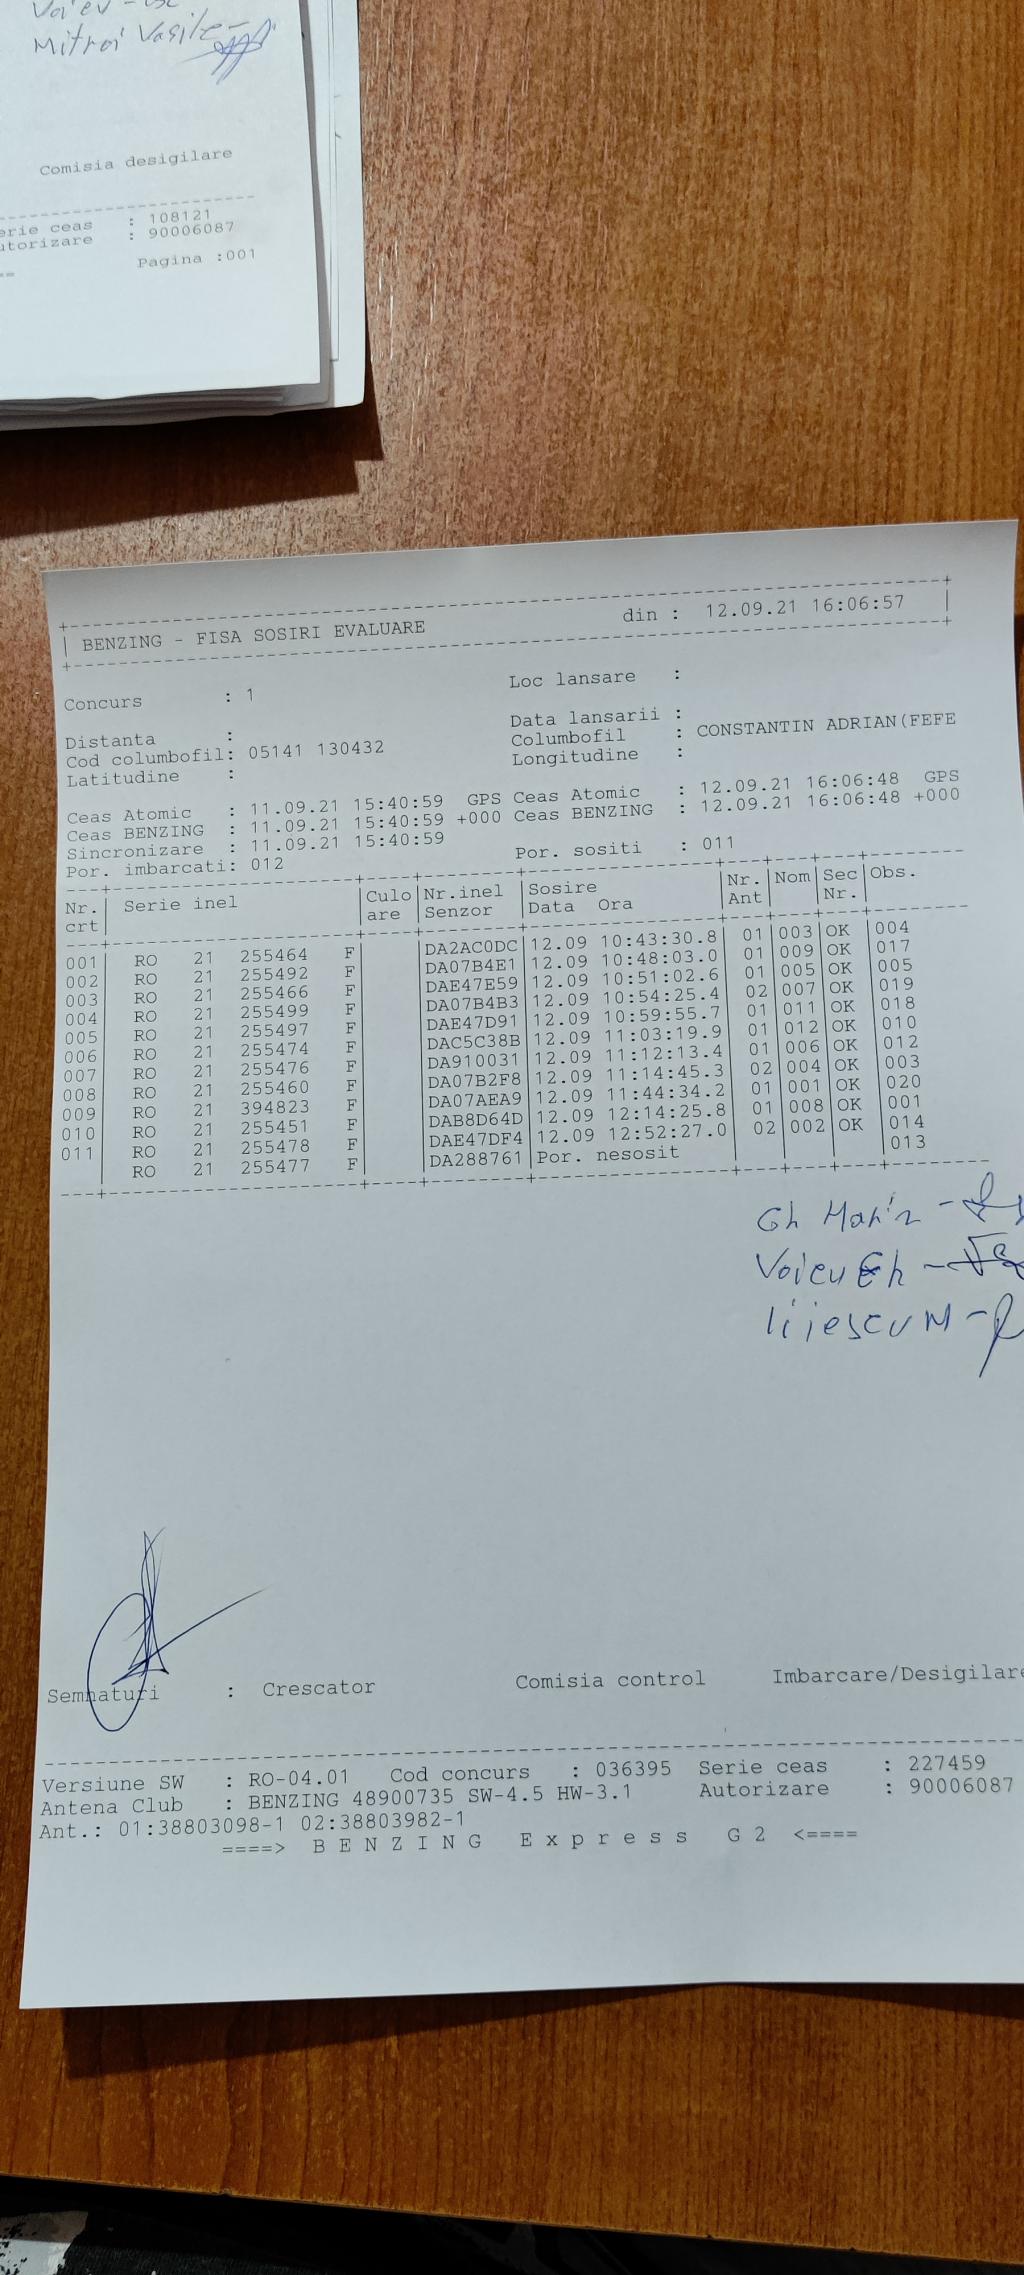 Mitroi Vasile
Comisia desigilare
erie ceas : 108121
utorizare : 90006087
Pagina :001
==
BENZING - FISA SOSIRI EVALUARE din : 12.09.21 16:06:57
Concurs : 1 Loc lansare :
Distanta : Data lansarii :
Cod columbofil: 05141 130432 Columbofil : CONSTANTIN ADRIAN(FEFE
Latitudine : Longitudine :
Ceas Atomic : 11.09.21 15:40:59 GPS Ceas Atomic : 12.09.21 16:06:48 GPS
Ceas BENZING : 11.09.21 15:40:59 +000 Ceas BENZING : 12.09.21 16:06:48 +000
Sincronizare : 11.09.21 15:40:59
Por. imbarcati: 012 Por. sositi : 011
Nr. crt Serie inel Culo are Nr.inel Senzor Sosire Data Ora Nr. Ant Nom Sec Nr. Obs.
001 RO 21 255464 F DA2AC0DC 12.09 10:43:30.8 01 003 OK 004
002 RO 21 255492 F DA07B4E1 12.09 10:48:03.0 01 009 OK 017
003 RO 21 255466 F DAE47E59 12.09 10:51:02.6 01 005 OK 005
004 RO 21 255499 F DA07B4B3 12.09 10:54:25.4 02 007 OK 019
005 RO 21 255497 F DAE47D91 12.09 10:59:55.7 01 011 OK 018
006 RO 21 255474 F DAC5C38B 12.09 11:03:19.9 01 012 OK 010
007 RO 21 255476 F DA910031 12.09 11:12:13.4 01 006 OK 012
008 RO 21 255460 F DA07B2F8 12.09 11:14:45.3 02 004 OK 003
009 RO 21 394823 F DA07AEA9 12.09 11:44:34.2 01 001 OK 020
010 RO 21 255451 F DAB8D64D 12.09 12:14:25.8 01 008 OK 001
011 RO 21 255478 F DAE47DF4 12.09 12:52:27.0 02 002 OK 014
RO 21 255477 F DA288761 Por. nesosit 013
Gh Marin -
Voicu Gh -
Semnaturi : Crescator Comisia control Imbarcare/Desigilare
Versiune SW : RO-04.01 Cod concurs : 036395 Serie ceas : 227459
Antena Club : BENZING 48900735 SW-4.5 HW-3.1 Autorizare : 90006087
Ant.: 01:38803098-1 02:38803982-1
====> B E N Z I N G E x p r e s s G 2 <====